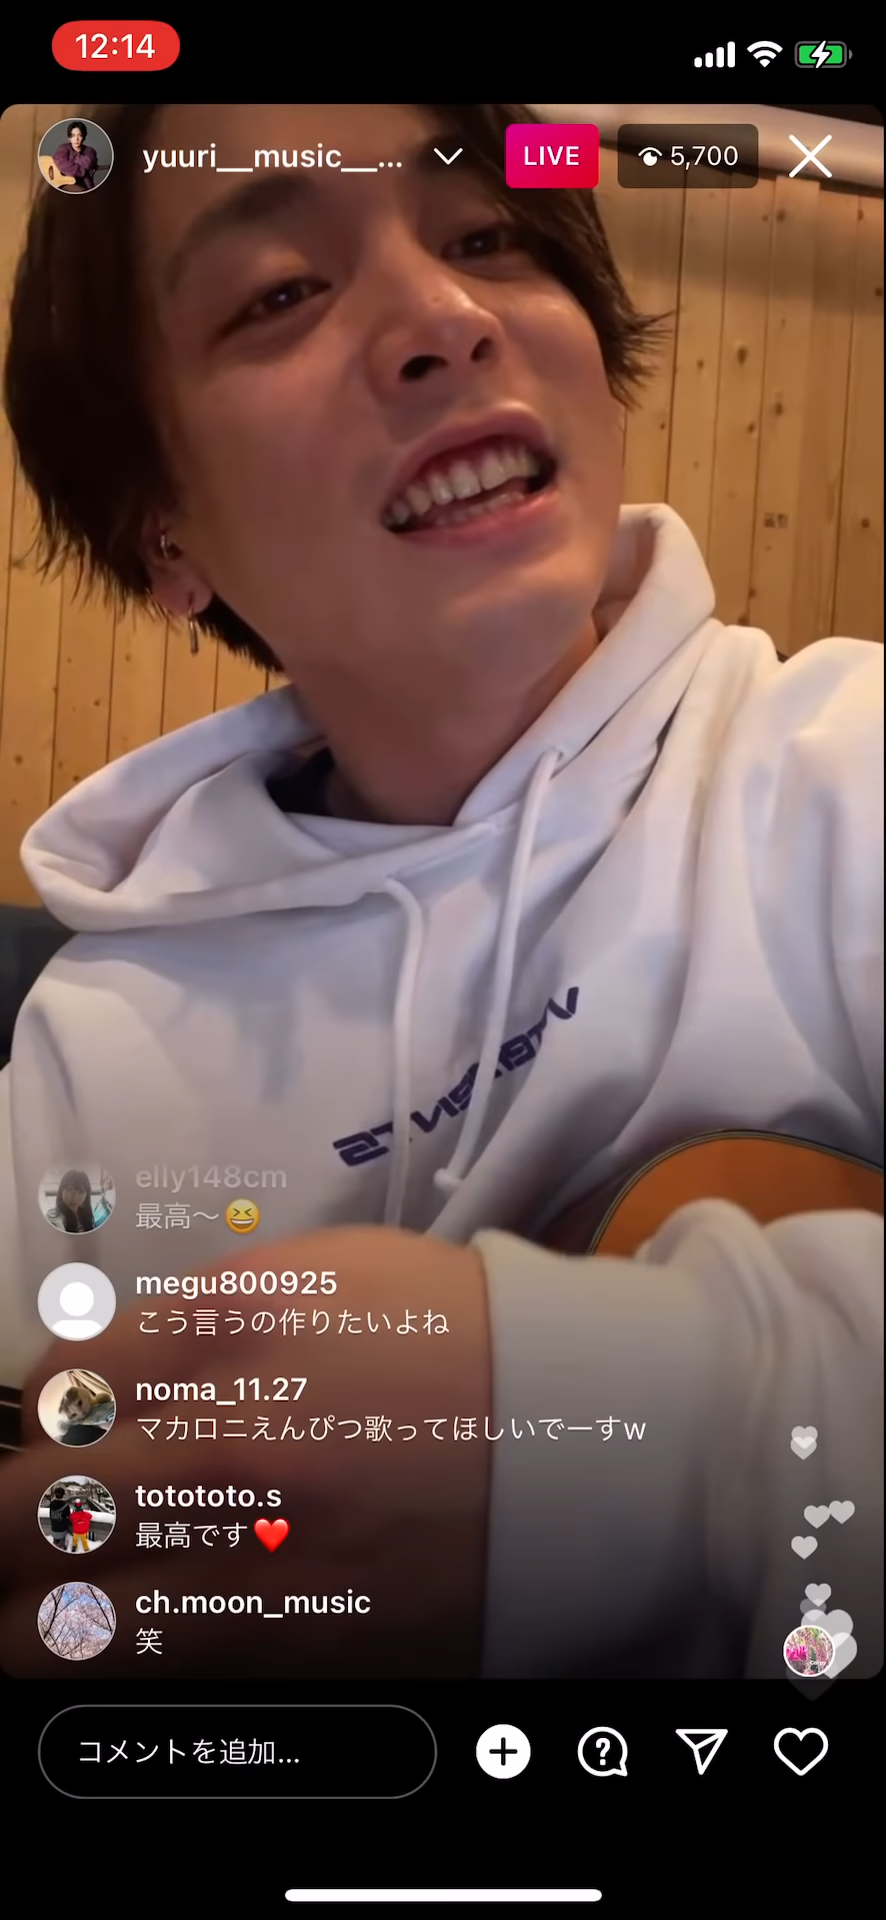 12:14
yuuri__music__...
LIVE
5,700
elly148cm
最高〜😆
megu800925
こう言うの作りたいよね
noma_11.27
マカロニえんぴつ歌ってほしいでーすw
totototo.s
最高です❤️
ch.moon_music
笑
コメントを追加...